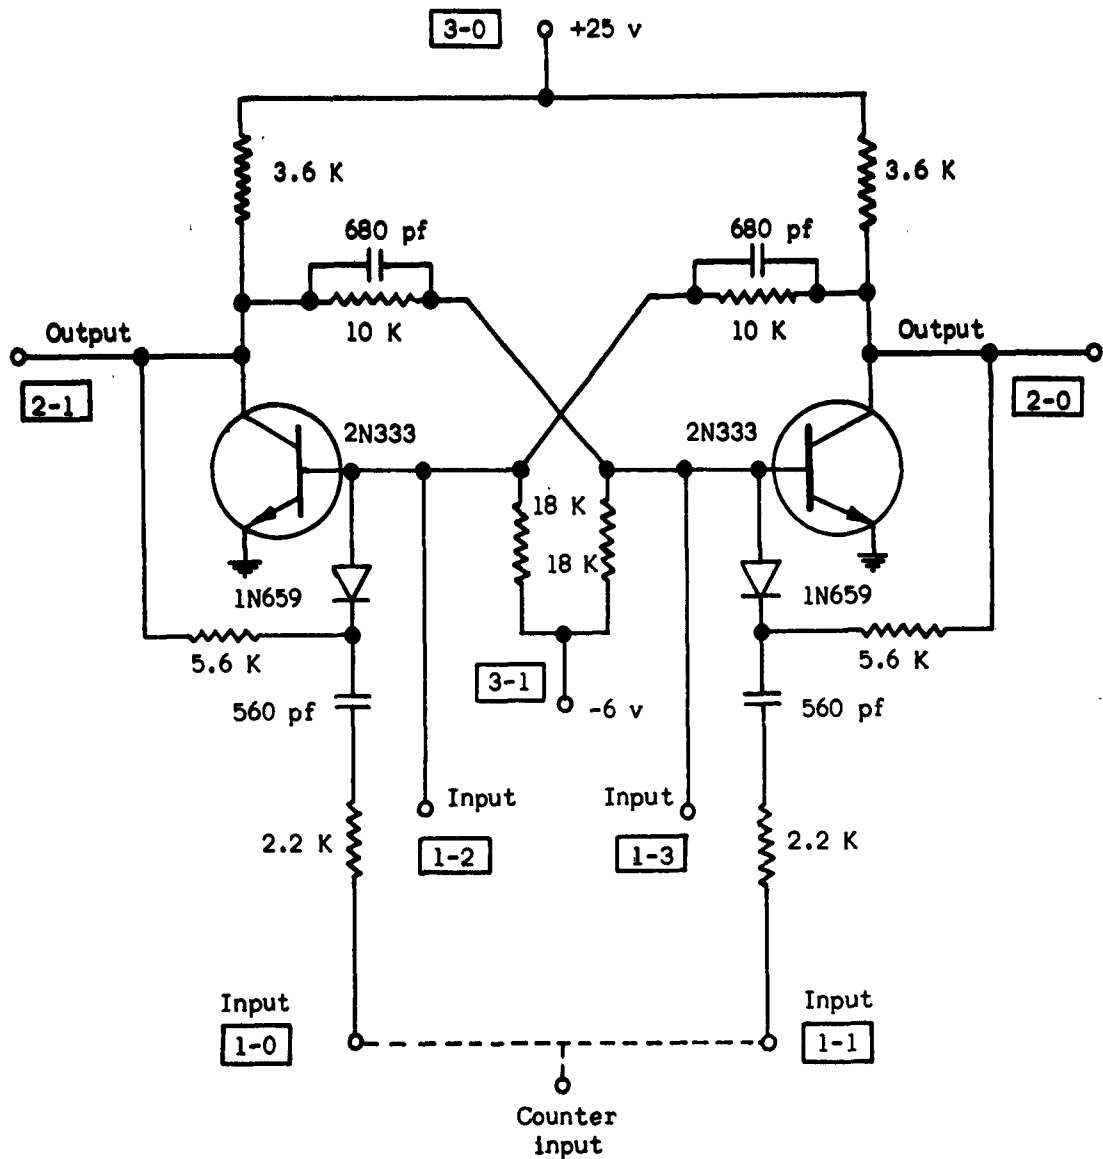 3-0 +25 v
3.6 K 3.6 K
680 pf 680 pf
10 K 10 K
Output Output
2-1 2-0
2N333 2N333
18 K
18 K
1N659 1N659
5.6 K 5.6 K
3-1
-6 v
560 pf 560 pf
Input Input
2.2 K 2.2 K
1-2 1-3
Input Input
1-0 1-1
Counter
input